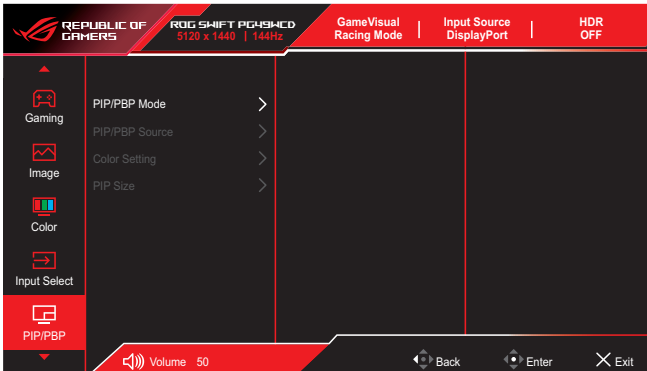 REPUBLIC OF
GAMERS
ROG SWIFT PG49WCD
5120 x 1440 | 144Hz
GameVisual
Racing Mode
Input Source
DisplayPort
HDR
OFF
Gaming
Image
Color
Input Select
PIP/PBP
PIP/PBP Mode
PIP/PBP Source
Color Setting
PIP Size
Volume 50
Back
Enter
Exit